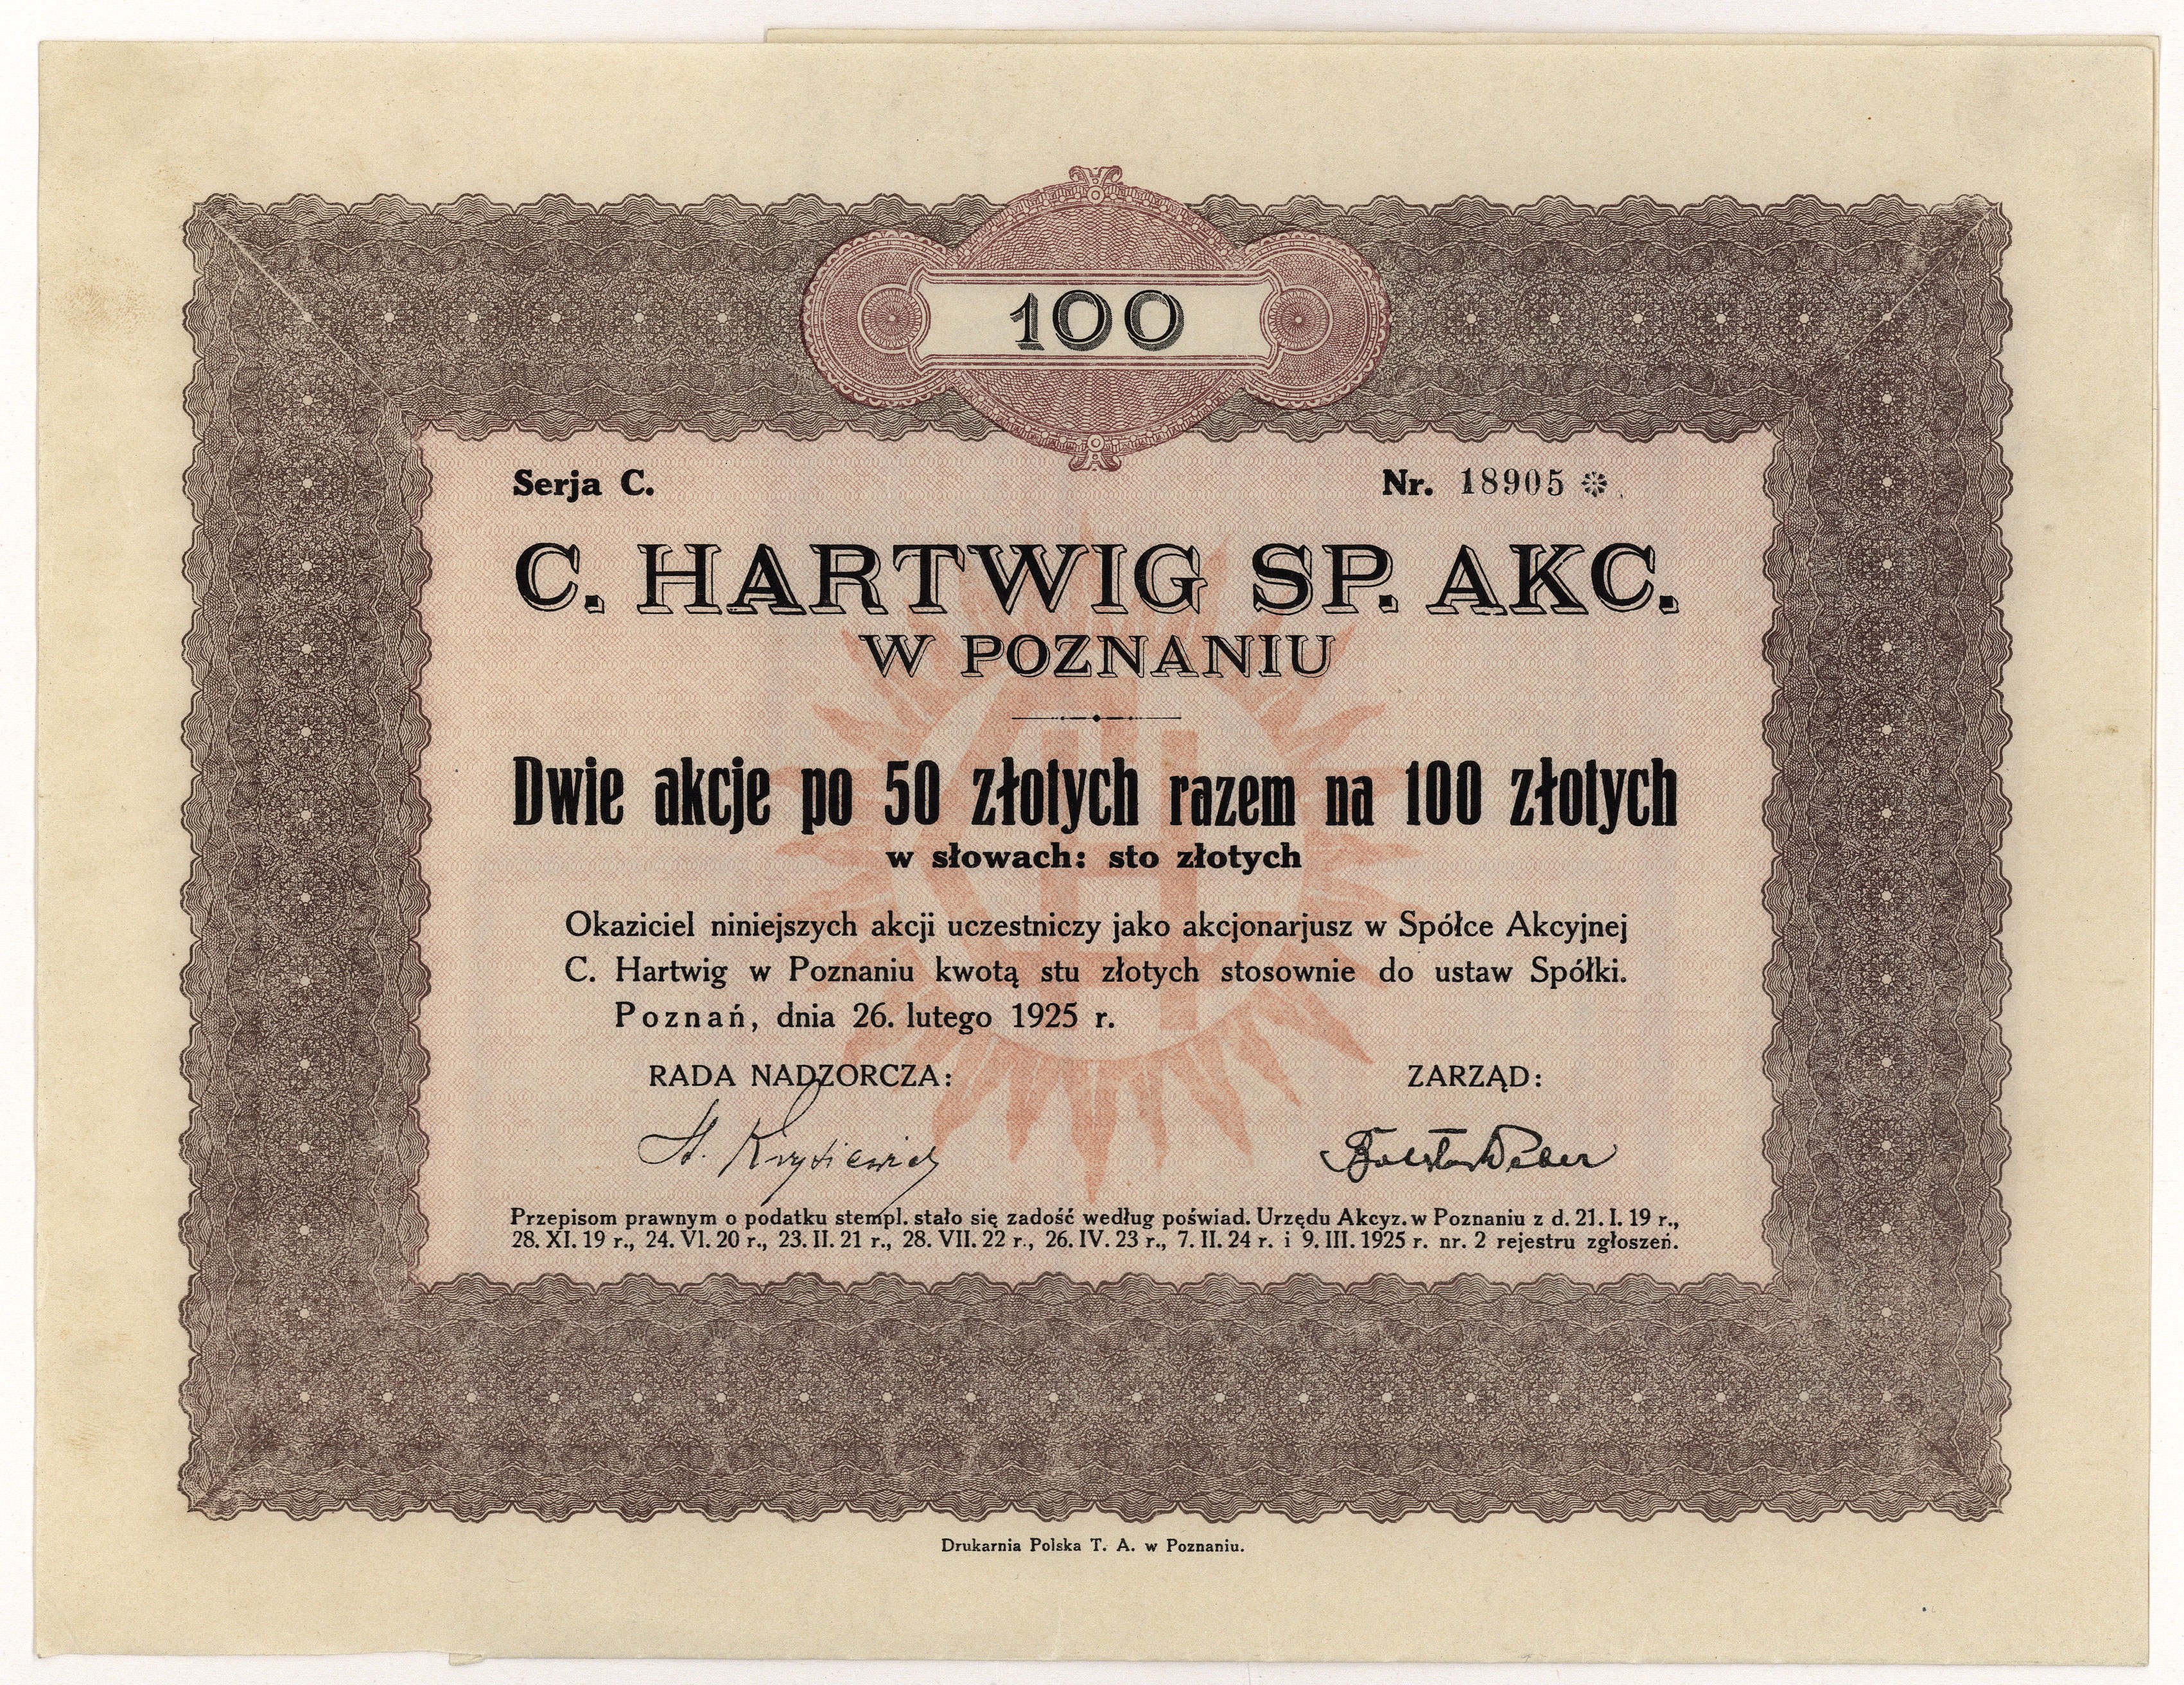 100
Serja C.
Nr. 18905
C. HARTWIG SP. AKC.
W POZNANIU
Dwie akcje po 50 złotych razem na 100 złotych
w słowach: sto złotych
Okaziciel niniejszych akcji uczestniczy jako akcjonarjusz w Spółce Akcyjnej
C. Hartwig w Poznaniu kwotą stu złotych stosownie do ustaw Spółki.
Poznań, dnia 26. lutego 1925 r.
RADA NADZORCZA:
ZARZĄD:
Przepisom prawnym o podatku stempl. stało się zadość według poświad. Urzędu Akcyz. w Poznaniu z d. 21. I. 19 r.,
28. XI. 19 r., 24. VI. 20 r., 23. II. 21 r., 28. VII. 22 r., 26. IV. 23 r., 7. II. 24 r. i 9. III. 1925 r. nr. 2 rejestru zgłoszeń.
Drukarnia Polska T. A. w Poznaniu.